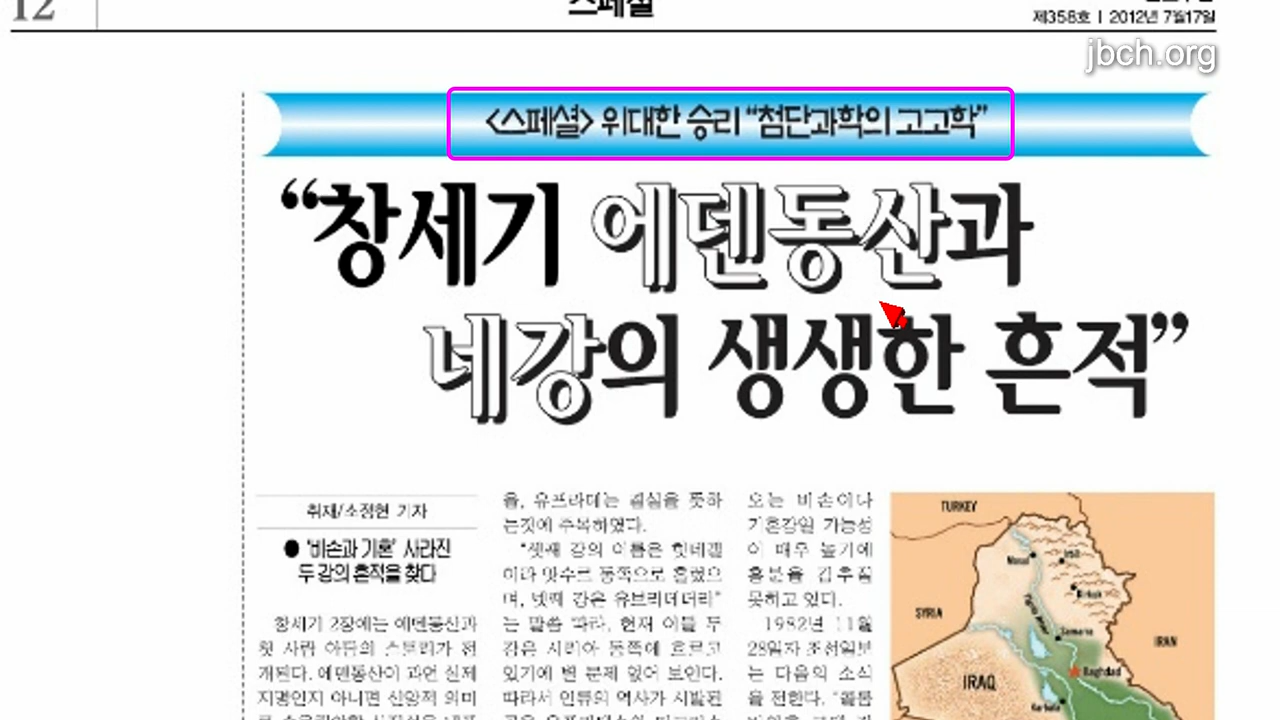 12
스페셜
제358호 | 2012년 7월17일
jbch.org
<스페셜> 위대한 승리 "첨단과학의 고고학"
"창세기 에덴동산과
네강의 생생한 흔적"
취재/소정현 기자
● '비손과 기혼' 사라진
두 강의 흔적을 찾다
창세기 2장에는 에덴동산과
첫 사람 아담의 스토리가 전
개된다. 에덴동산이 과연 실제
지명인지 아니면 신앙적 의미
을, 유프라데는 결실을 뜻하
는것에 주목하였다.
"셋째 강의 이름은 힛데겔
이라 앗수르 동쪽으로 흘렀으
며, 넷째 강은 유브라데더라"
는 말씀 따라, 현재 이들 두
강은 시리아 동쪽에 흐르고
있기에 별 문제 없어 보인다.
따라서 인류의 역사가 시발된
오는 비손이나
기혼강일 가능성
이 매우 높기에
흥분을 감추질
못하고 있다.
1982년 11월
28일자 조선일보
는 다음의 소식
을 전한다.
TURKEY
Mosul
Irbil
Kirkuk
SYRIA
Samarra
IRAN
Baghdad
IRAQ
Karbala